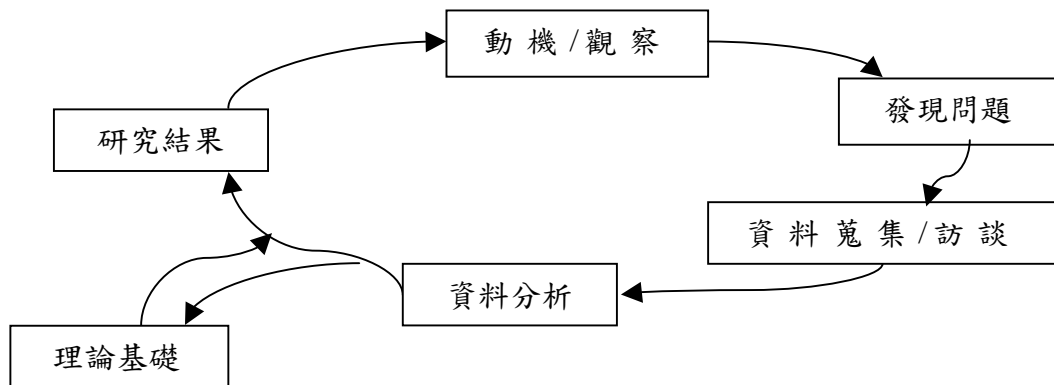 動機/觀察
發現問題
研究結果
資料蒐集/訪談
資料分析
理論基礎